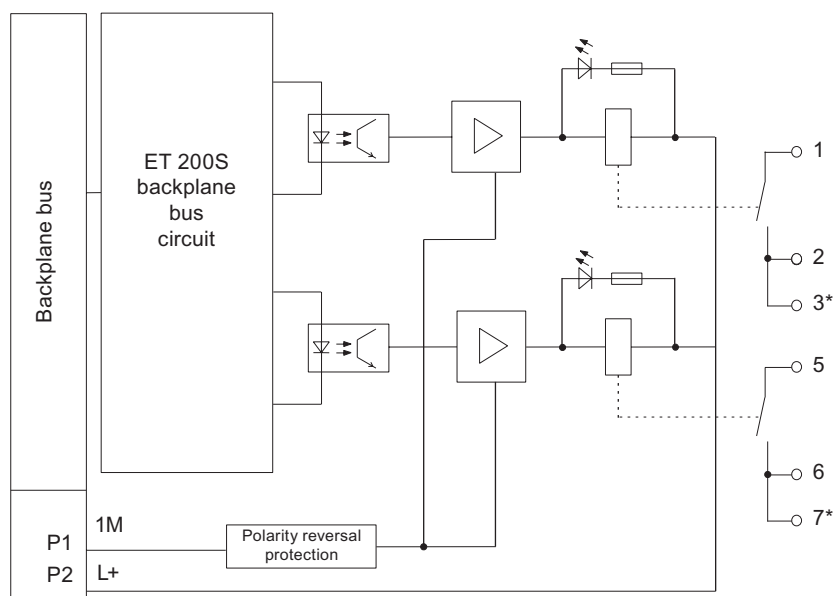 Backplane bus
ET 200S
backplane
bus
circuit
1
2
3*
5
6
7*
1M
P1
Polarity reversal
protection
P2
L+